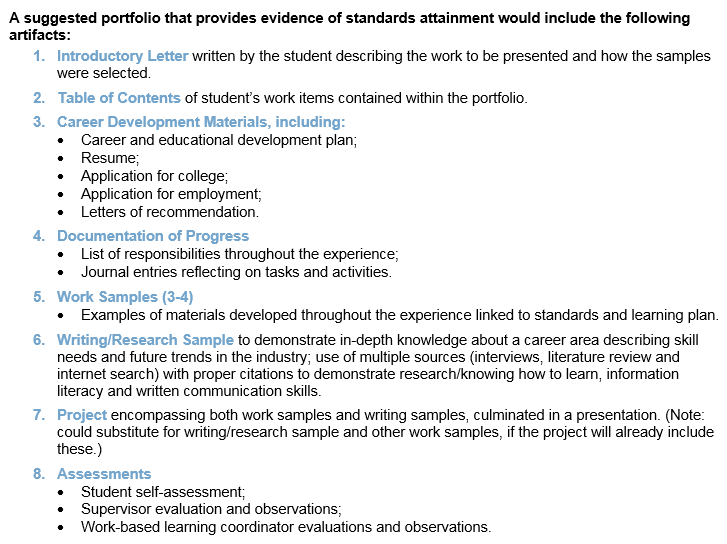 A suggested portfolio that provides evidence of standards attainment would include the following
artifacts:
1. Introductory Letter written by the student describing the work to be presented and how the samples
were selected.
2. Table of Contents of student's work items contained within the portfolio.
3. Career Development Materials, including:
• Career and educational development plan;
• Resume;
• Application for college;
• Application for employment;
• Letters of recommendation.
4. Documentation of Progress
• List of responsibilities throughout the experience;
• Journal entries reflecting on tasks and activities.
5. Work Samples (3-4)
• Examples of materials developed throughout the experience linked to standards and learning plan.
6. Writing/Research Sample to demonstrate in-depth knowledge about a career area describing skill
needs and future trends in the industry; use of multiple sources (interviews, literature review and
internet search) with proper citations to demonstrate research/knowing how to learn, information
literacy and written communication skills.
7. Project encompassing both work samples and writing samples, culminated in a presentation. (Note:
could substitute for writing/research sample and other work samples, if the project will already include
these.)
8. Assessments
• Student self-assessment;
• Supervisor evaluation and observations;
• Work-based learning coordinator evaluations and observations.